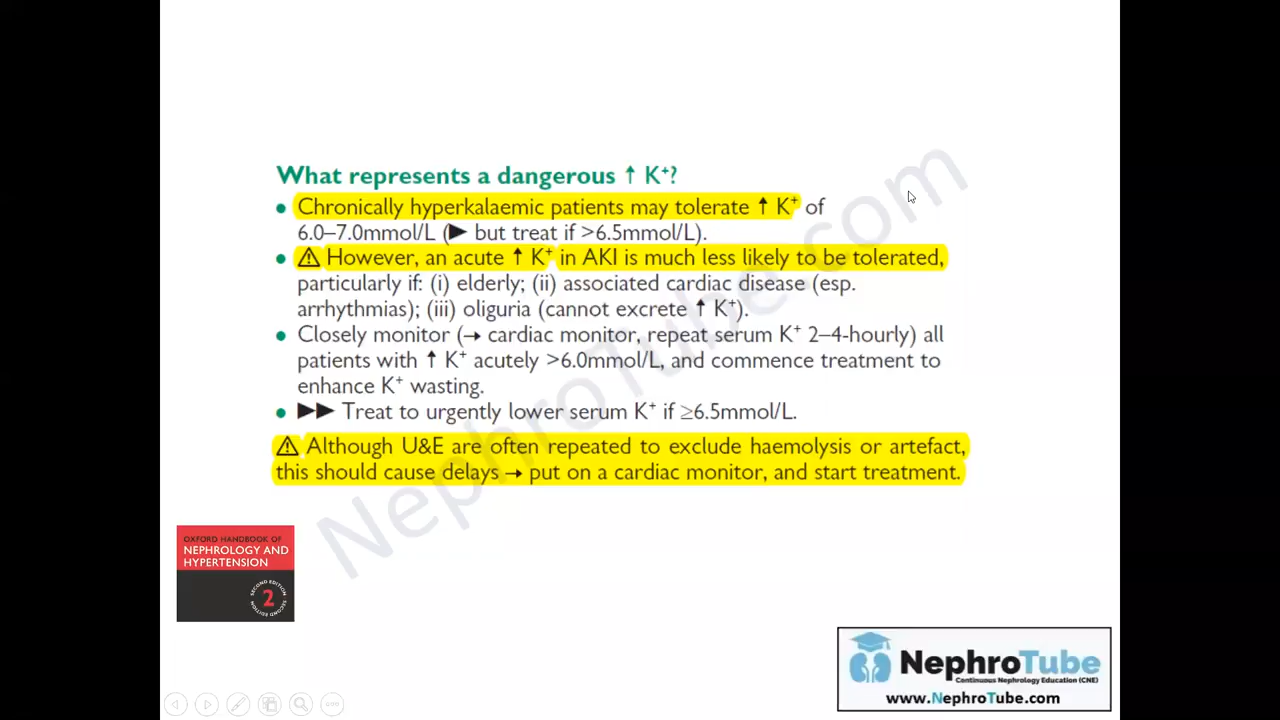 What represents a dangerous ↑ K⁺?
• Chronically hyperkalaemic patients may tolerate ↑ K⁺ of
6.0–7.0mmol/L (▶ but treat if >6.5mmol/L).
• ⚠ However, an acute ↑ K⁺ in AKI is much less likely to be tolerated,
particularly if: (i) elderly; (ii) associated cardiac disease (esp.
arrhythmias); (iii) oliguria (cannot excrete ↑ K⁺).
• Closely monitor (→ cardiac monitor, repeat serum K⁺ 2–4-hourly) all
patients with ↑ K⁺ acutely >6.0mmol/L, and commence treatment to
enhance K⁺ wasting.
• ▶▶ Treat to urgently lower serum K⁺ if ≥6.5mmol/L.
⚠ Although U&E are often repeated to exclude haemolysis or artefact,
this should cause delays → put on a cardiac monitor, and start treatment.
NephroTube.com
OXFORD HANDBOOK OF
NEPHROLOGY AND
HYPERTENSION
SECOND EDITION
2
SECOND EDITION
NephroTube
Continuous Nephrology Education (CNE)
www.NephroTube.com